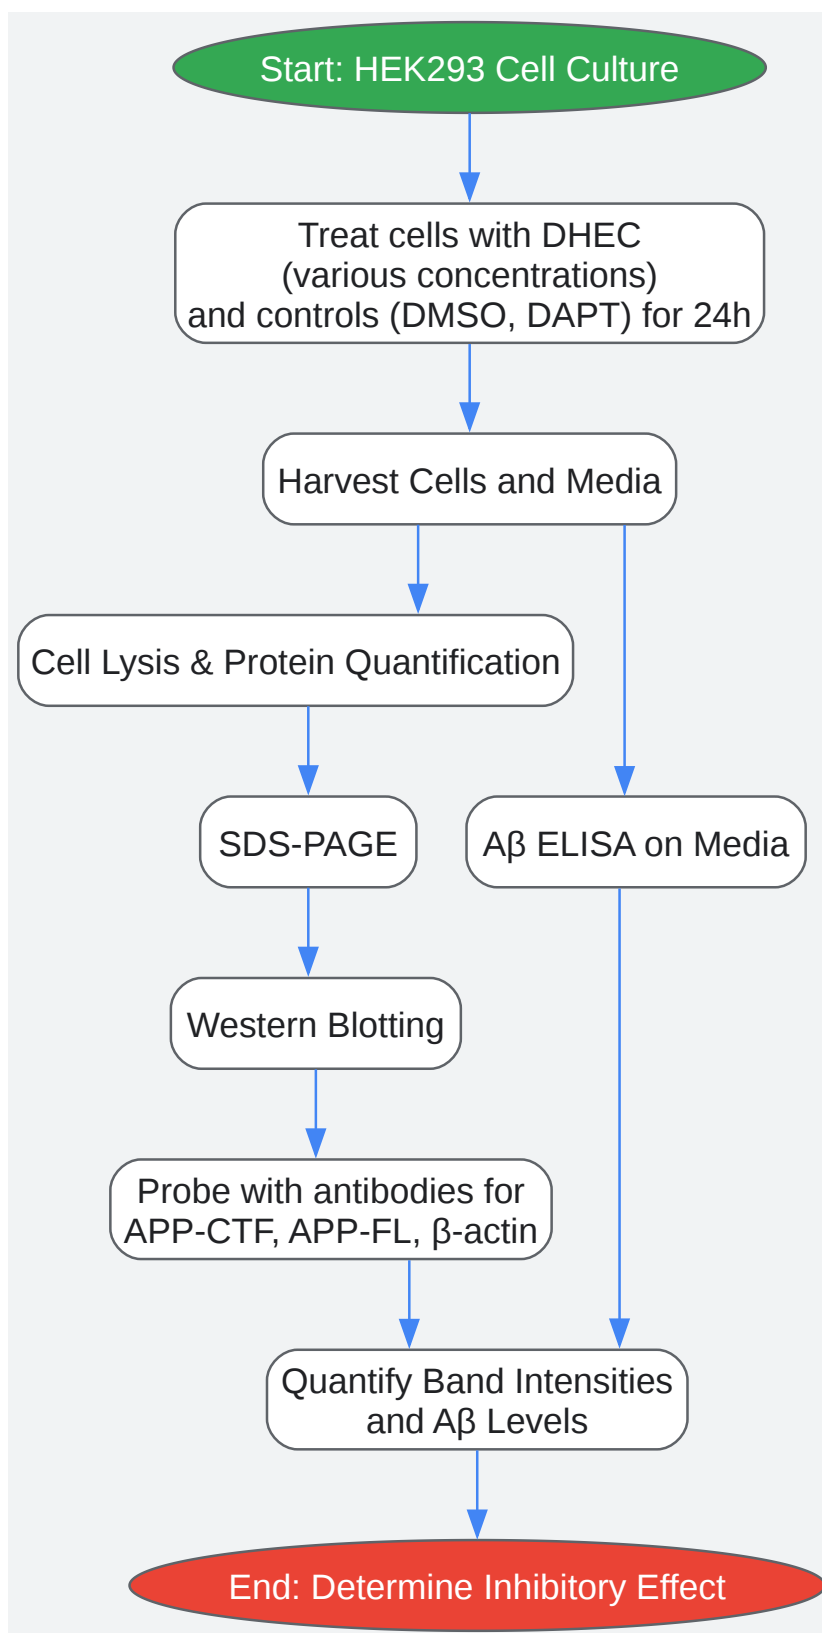 Start: HEK293 Cell Culture
Treat cells with DHEC
(various concentrations)
and controls (DMSO, DAPT) for 24h
Harvest Cells and Media
Cell Lysis & Protein Quantification
SDS-PAGE
Aβ ELISA on Media
Western Blotting
Probe with antibodies for
APP-CTF, APP-FL, β-actin
Quantify Band Intensities
and Aβ Levels
End: Determine Inhibitory Effect